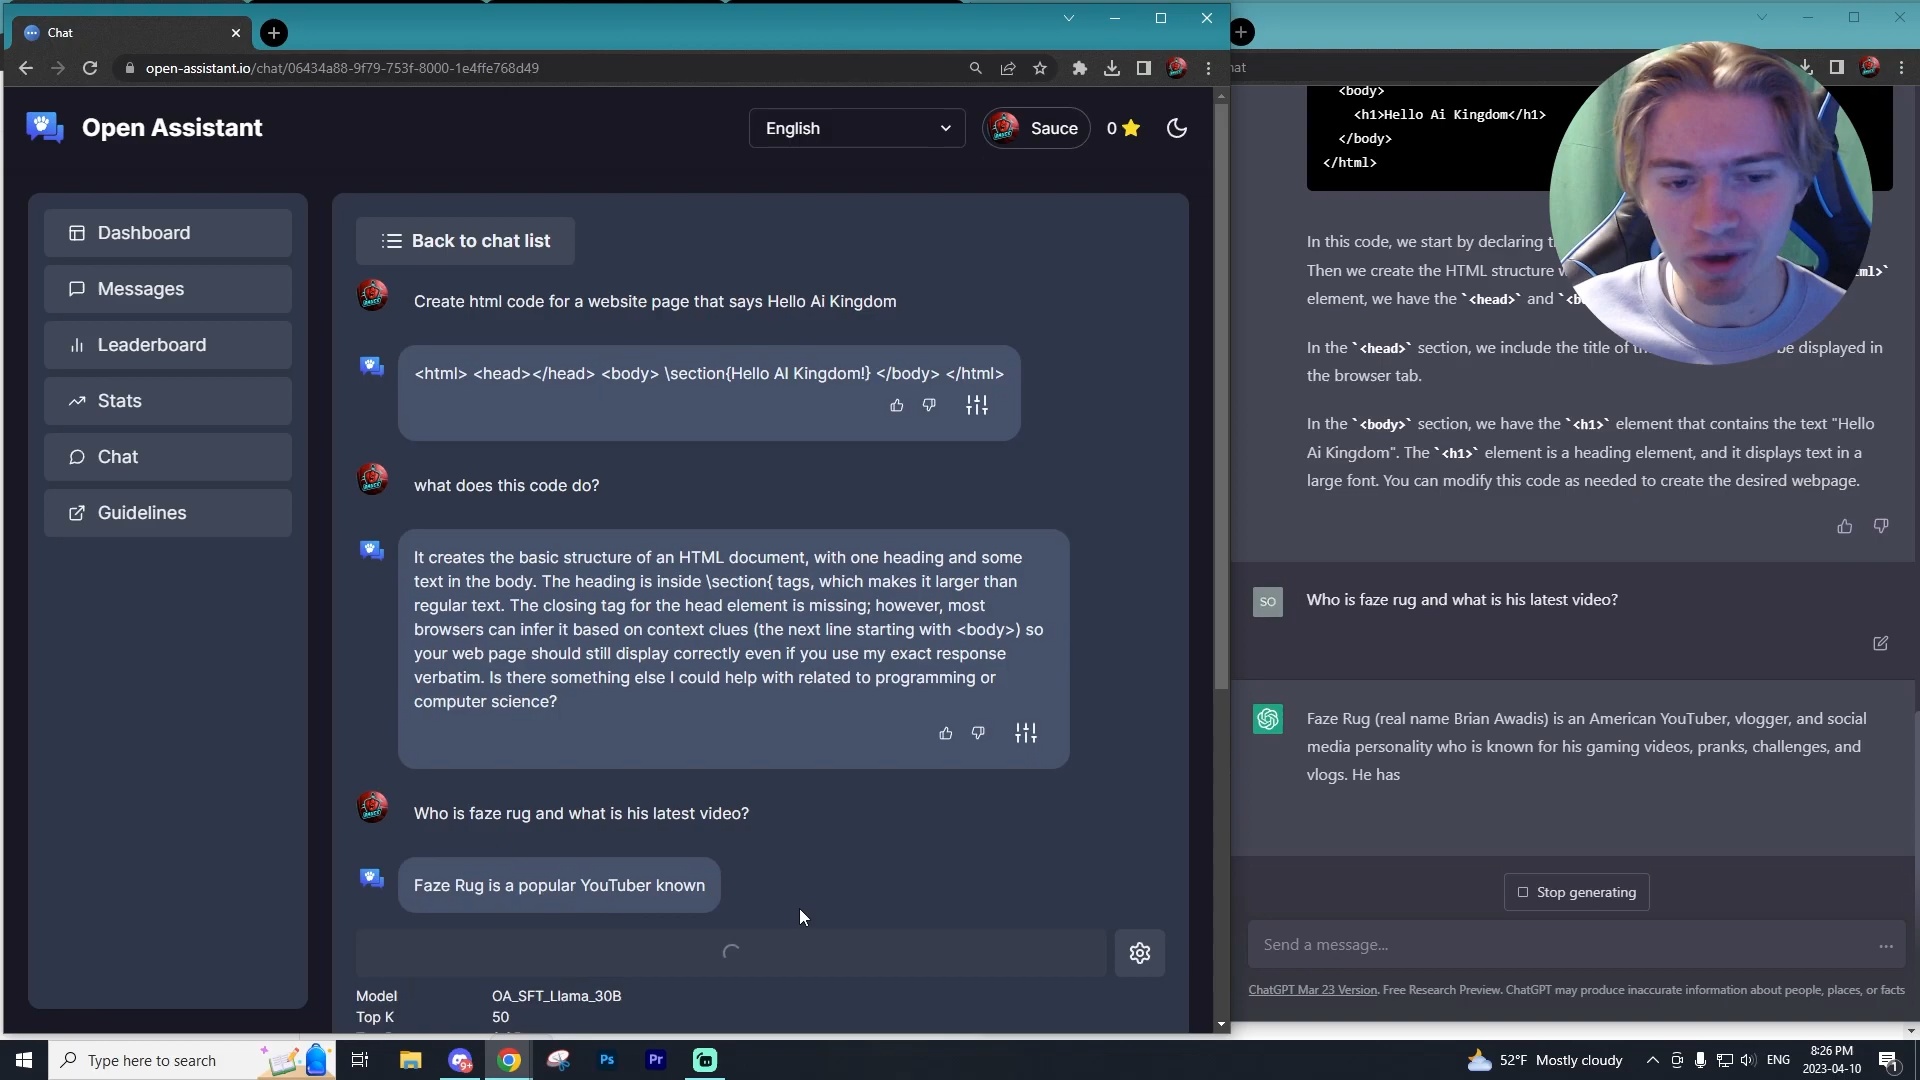 Chat
open-assistant.io/chat/06434a88-9f79-753f-8000-1e4ffe768d49
Open Assistant
English
Sauce
0
Dashboard
Messages
Leaderboard
Stats
Chat
Guidelines
Back to chat list
Create html code for a website page that says Hello Ai Kingdom
<html> <head></head> <body> \section{Hello AI Kingdom!} </body> </html>
what does this code do?
It creates the basic structure of an HTML document, with one heading and some
text in the body. The heading is inside \section{ tags, which makes it larger than
regular text. The closing tag for the head element is missing; however, most
browsers can infer it based on context clues (the next line starting with <body>) so
your web page should still display correctly even if you use my exact response
verbatim. Is there something else I could help with related to programming or
computer science?
Who is faze rug and what is his latest video?
Faze Rug is a popular YouTuber known
Model OA_SFT_Llama_30B
Top K 50
hat
<body>
<h1>Hello Ai Kingdom</h1>
</body>
</html>
In this code, we start by declaring
Then we create the HTML structure
ml>`
element, we have the `<head>` and
In the `<head>` section, we include the title of
be displayed in
the browser tab.
In the `<body>` section, we have the `<h1>` element that contains the text "Hello
Ai Kingdom". The `<h1>` element is a heading element, and it displays text in a
large font. You can modify this code as needed to create the desired webpage.
SO
Who is faze rug and what is his latest video?
Faze Rug (real name Brian Awadis) is an American YouTuber, vlogger, and social
media personality who is known for his gaming videos, pranks, challenges, and
vlogs. He has
Stop generating
Send a message...
ChatGPT Mar 23 Version. Free Research Preview. ChatGPT may produce inaccurate information about people, places, or facts
Type here to search
9+
Ps
Pr
52°F Mostly cloudy
ENG
8:26 PM
2023-04-10
1